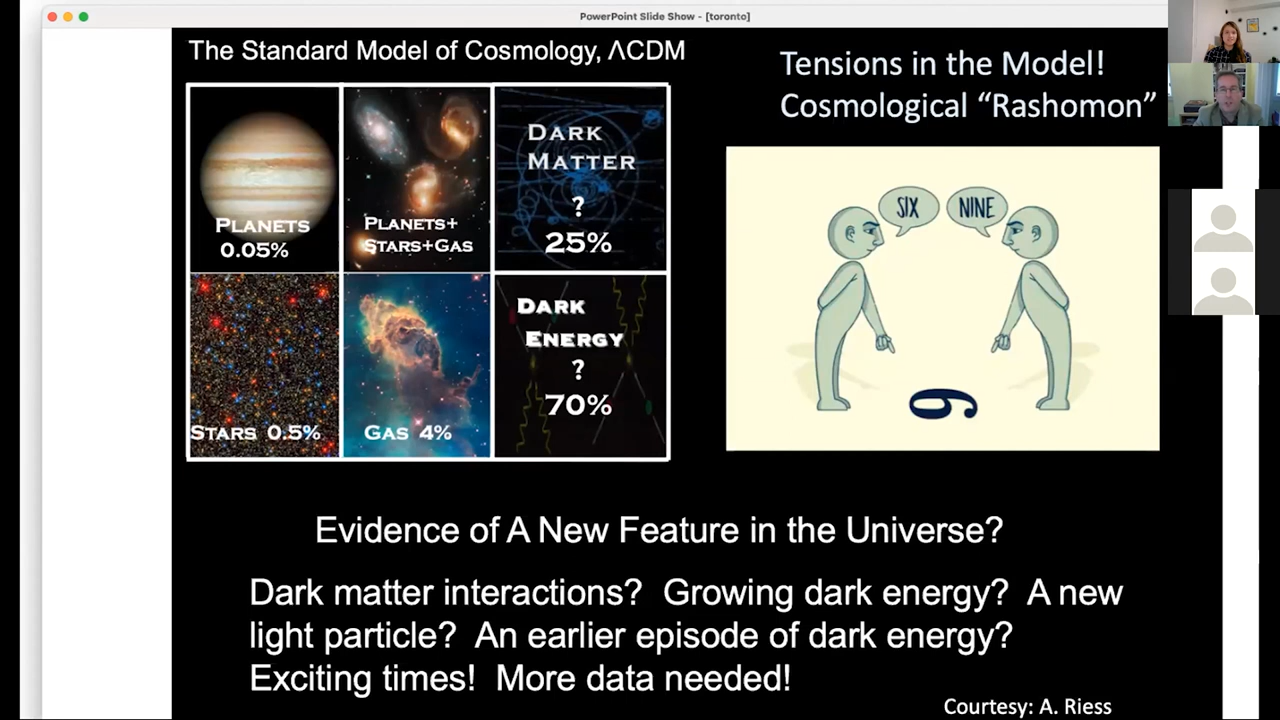 PowerPoint Slide Show - [toronto]
The Standard Model of Cosmology, ΛCDM
Tensions in the Model!
Cosmological “Rashomon”
PLANETS
0.05%
PLANETS+
STARS+GAS
DARK
MATTER
?
25%
STARS 0.5%
GAS 4%
DARK
ENERGY
?
70%
SIX
NINE
6
Evidence of A New Feature in the Universe?
Dark matter interactions? Growing dark energy? A new
light particle? An earlier episode of dark energy?
Exciting times! More data needed!
Courtesy: A. Riess